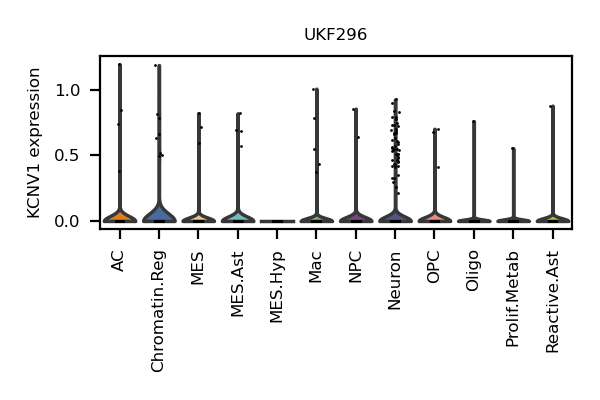 UKF296
KCNV1 expression
1.0
0.5
0.0
AC
Chromatin.Reg
MES
MES.Ast
MES.Hyp
Mac
NPC
Neuron
OPC
Oligo
Prolif.Metab
Reactive.Ast